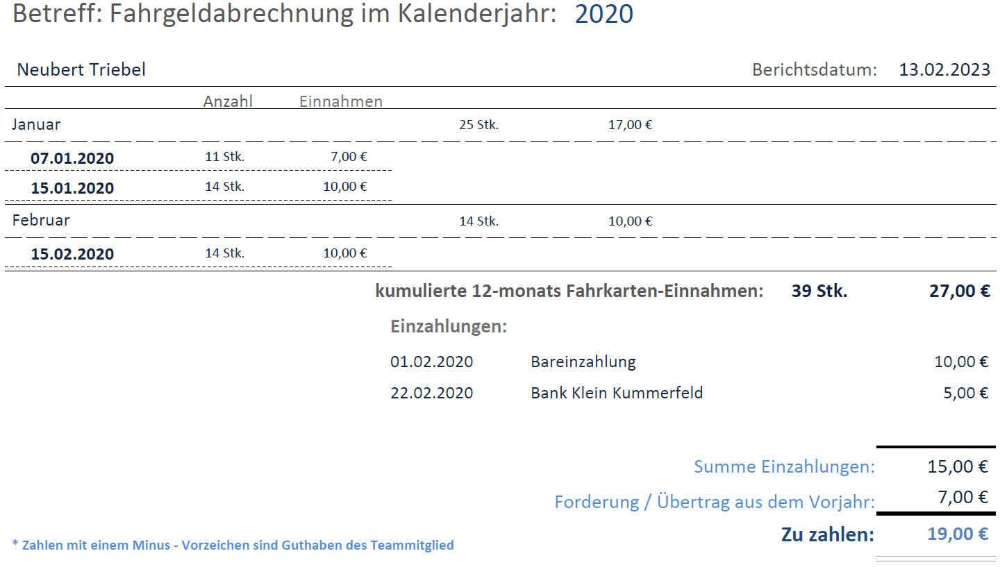 Betreff: Fahrgeldabrechnung im Kalenderjahr: 2020
Neubert Triebel Berichtsdatum: 13.02.2023
Anzahl Einnahmen
Januar 25 Stk. 17,00 €
07.01.2020 11 Stk. 7,00 €
15.01.2020 14 Stk. 10,00 €
Februar 14 Stk. 10,00 €
15.02.2020 14 Stk. 10,00 €
kumulierte 12-monats Fahrkarten-Einnahmen: 39 Stk. 27,00 €
Einzahlungen:
01.02.2020 Bareinzahlung 10,00 €
22.02.2020 Bank Klein Kummerfeld 5,00 €
Summe Einzahlungen: 15,00 €
Forderung / Übertrag aus dem Vorjahr: 7,00 €
Zu zahlen: 19,00 €
* Zahlen mit einem Minus - Vorzeichen sind Guthaben des Teammitglied